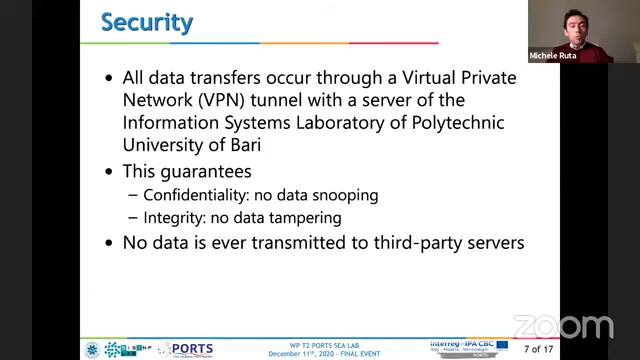 Security
Michele Ruta
• All data transfers occur through a Virtual Private
Network (VPN) tunnel with a server of the
Information Systems Laboratory of Polytechnic
University of Bari
• This guarantees
– Confidentiality: no data snooping
– Integrity: no data tampering
• No data is ever transmitted to third-party servers
zoom
PORTS
WP T2 PORTS SEA LAB
December 11th, 2020 – FINAL EVENT
Interreg - IPA CBC
Italy - Albania - Montenegro
PORTS
7 of 17